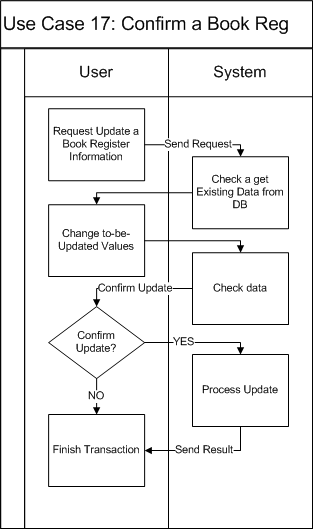 Use Case 17: Confirm a Book Reg
User
System
Request Update a
Book Register
Information
Send Request
Check a get
Existing Data from
DB
Change to-be-
Updated Values
Check data
Confirm Update
Confirm
Update?
YES
Process Update
NO
Finish Transaction
Send Result